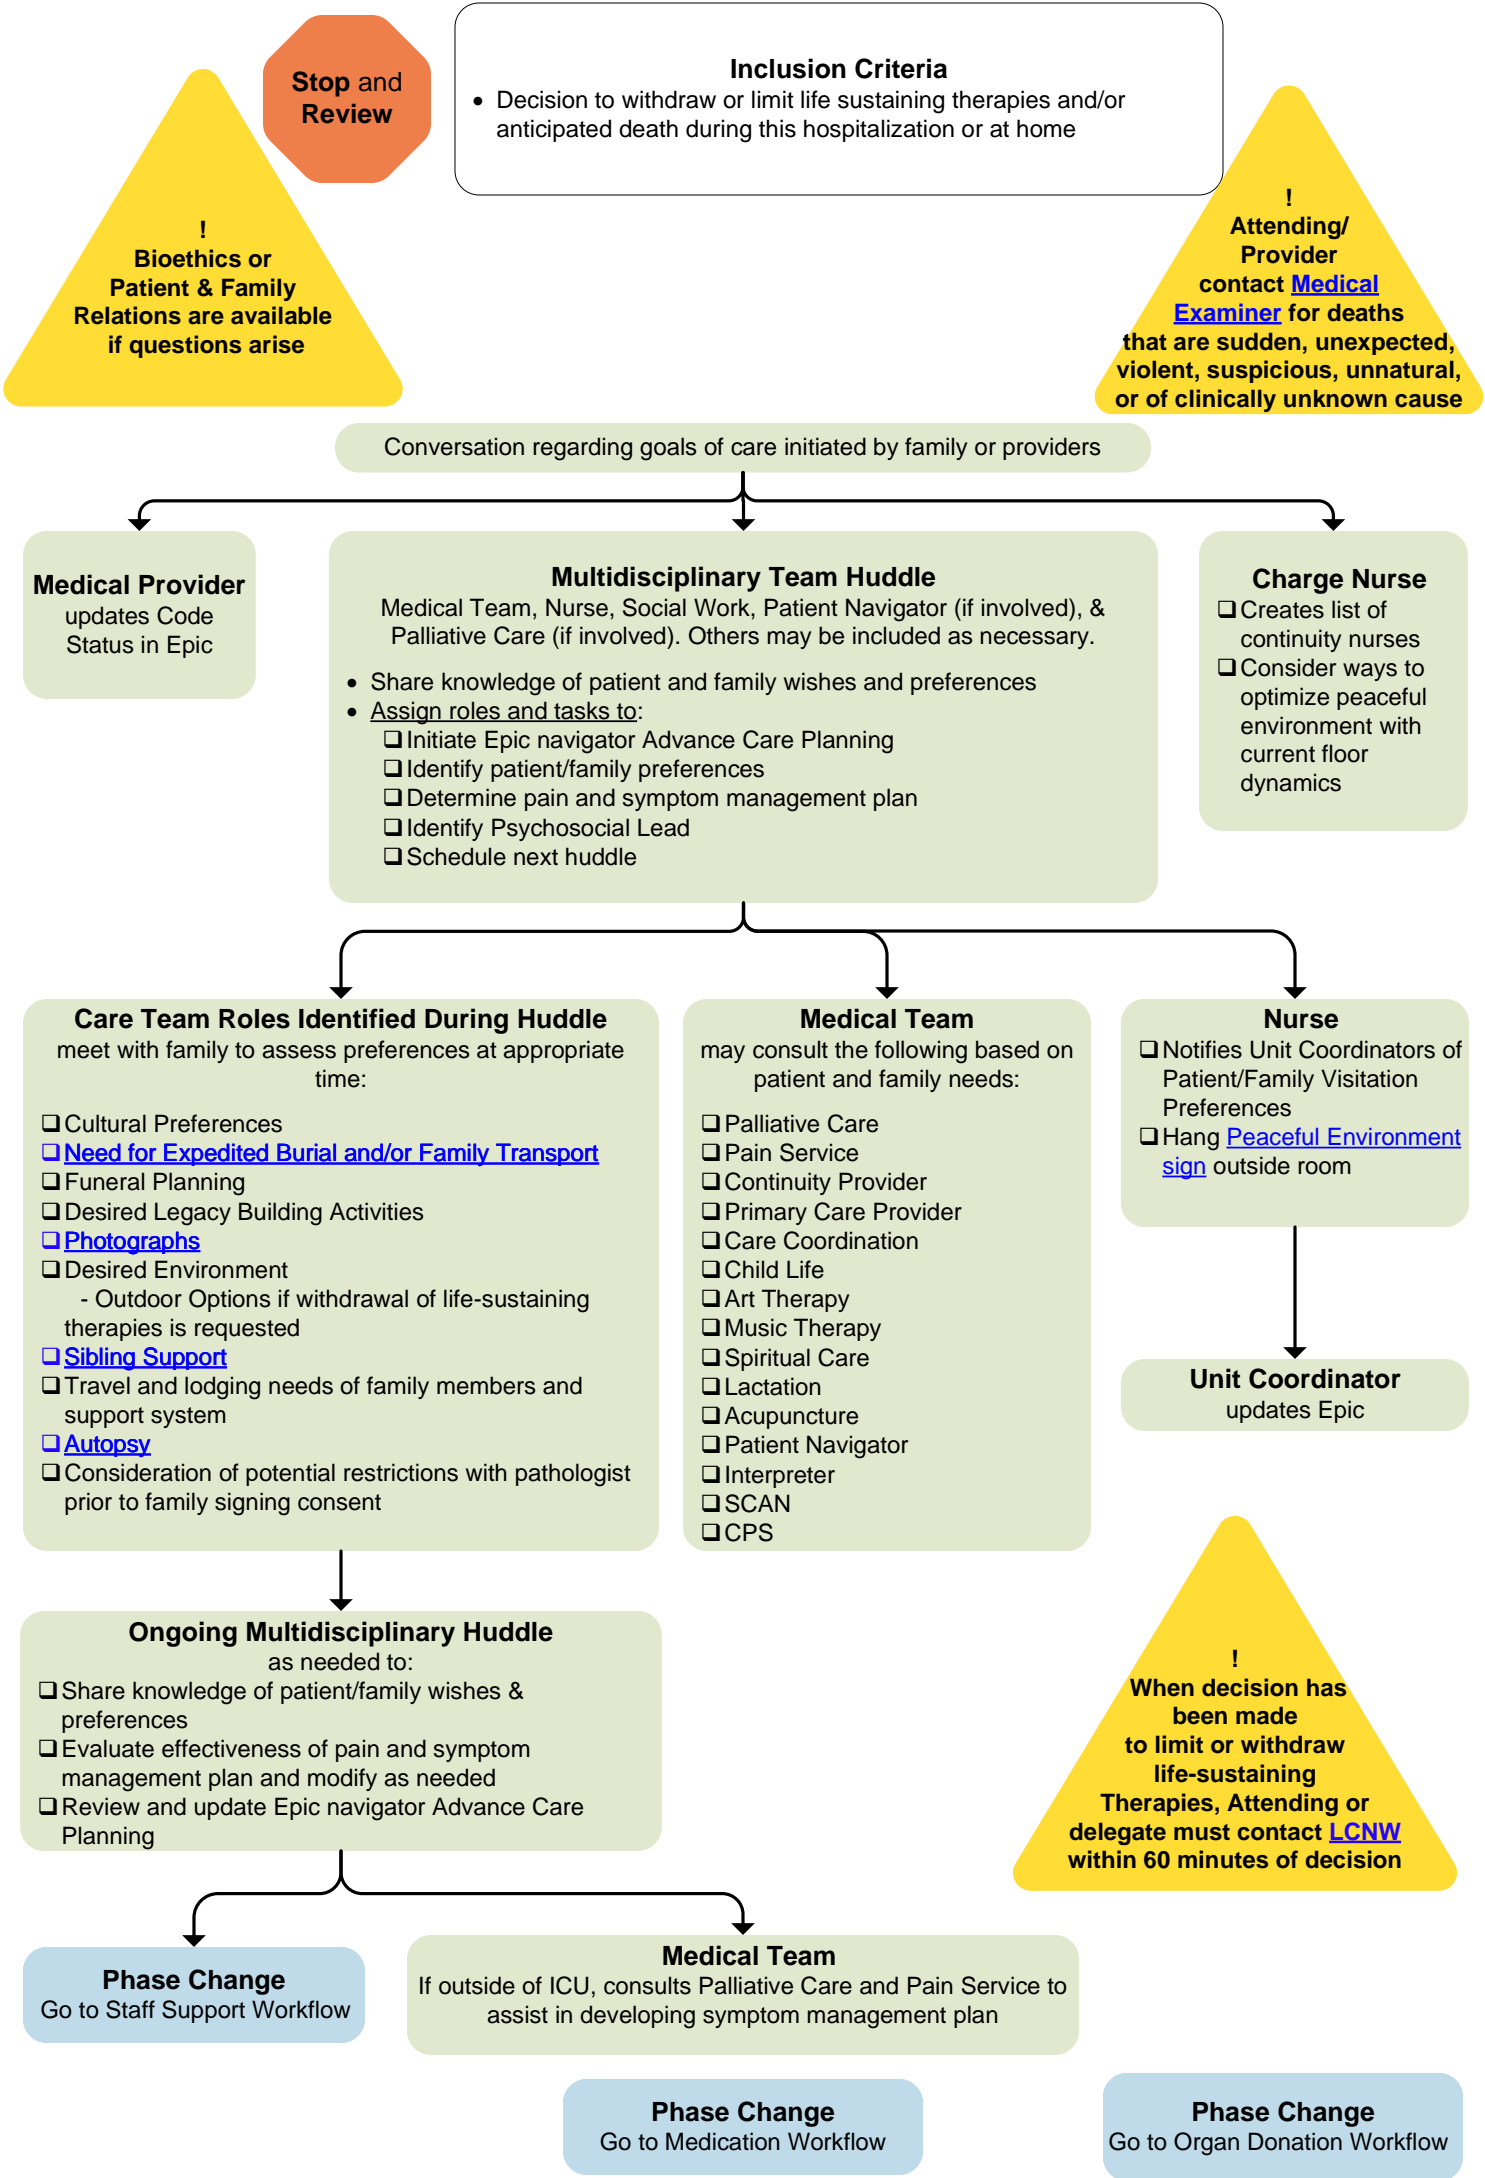 Stop and
Review
Inclusion Criteria
• Decision to withdraw or limit life sustaining therapies and/or
anticipated death during this hospitalization or at home
!
Bioethics or
Patient & Family
Relations are available
if questions arise
!
Attending/
Provider
contact Medical
Examiner for deaths
that are sudden, unexpected,
violent, suspicious, unnatural,
or of clinically unknown cause
Conversation regarding goals of care initiated by family or providers
Medical Provider
updates Code
Status in Epic
Multidisciplinary Team Huddle
Medical Team, Nurse, Social Work, Patient Navigator (if involved), &
Palliative Care (if involved). Others may be included as necessary.
• Share knowledge of patient and family wishes and preferences
• Assign roles and tasks to:
❑ Initiate Epic navigator Advance Care Planning
❑ Identify patient/family preferences
❑ Determine pain and symptom management plan
❑ Identify Psychosocial Lead
❑ Schedule next huddle
Charge Nurse
❑ Creates list of
continuity nurses
❑ Consider ways to
optimize peaceful
environment with
current floor
dynamics
Care Team Roles Identified During Huddle
meet with family to assess preferences at appropriate
time:
❑ Cultural Preferences
❑ Need for Expedited Burial and/or Family Transport
❑ Funeral Planning
❑ Desired Legacy Building Activities
❑ Photographs
❑ Desired Environment
- Outdoor Options if withdrawal of life-sustaining
therapies is requested
❑ Sibling Support
❑ Travel and lodging needs of family members and
support system
❑ Autopsy
❑ Consideration of potential restrictions with pathologist
prior to family signing consent
Medical Team
may consult the following based on
patient and family needs:
❑ Palliative Care
❑ Pain Service
❑ Continuity Provider
❑ Primary Care Provider
❑ Care Coordination
❑ Child Life
❑ Art Therapy
❑ Music Therapy
❑ Spiritual Care
❑ Lactation
❑ Acupuncture
❑ Patient Navigator
❑ Interpreter
❑ SCAN
❑ CPS
Nurse
❑ Notifies Unit Coordinators of
Patient/Family Visitation
Preferences
❑ Hang Peaceful Environment
sign outside room
Unit Coordinator
updates Epic
Ongoing Multidisciplinary Huddle
as needed to:
❑ Share knowledge of patient/family wishes &
preferences
❑ Evaluate effectiveness of pain and symptom
management plan and modify as needed
❑ Review and update Epic navigator Advance Care
Planning
!
When decision has
been made
to limit or withdraw
life-sustaining
Therapies, Attending or
delegate must contact LCNW
within 60 minutes of decision
Phase Change
Go to Staff Support Workflow
Medical Team
If outside of ICU, consults Palliative Care and Pain Service to
assist in developing symptom management plan
Phase Change
Go to Medication Workflow
Phase Change
Go to Organ Donation Workflow